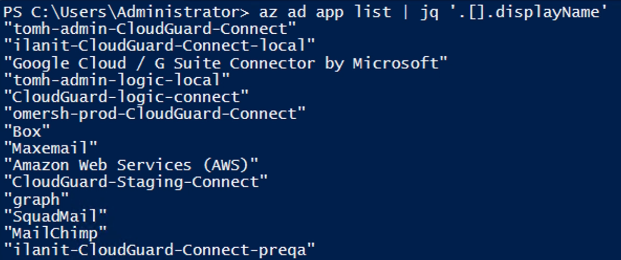 PS C:\Users\Administrator> az ad app list | jq '.[].displayName'
"tomh-admin-CloudGuard-Connect"
"ilanit-CloudGuard-Connect-local"
"Google Cloud / G Suite Connector by Microsoft"
"tomh-admin-logic-local"
"CloudGuard-logic-connect"
"omersh-prod-CloudGuard-Connect"
"Box"
"Maxemail"
"Amazon Web Services (AWS)"
"CloudGuard-Staging-Connect"
"graph"
"SquadMail"
"MailChimp"
"ilanit-CloudGuard-Connect-preqa"